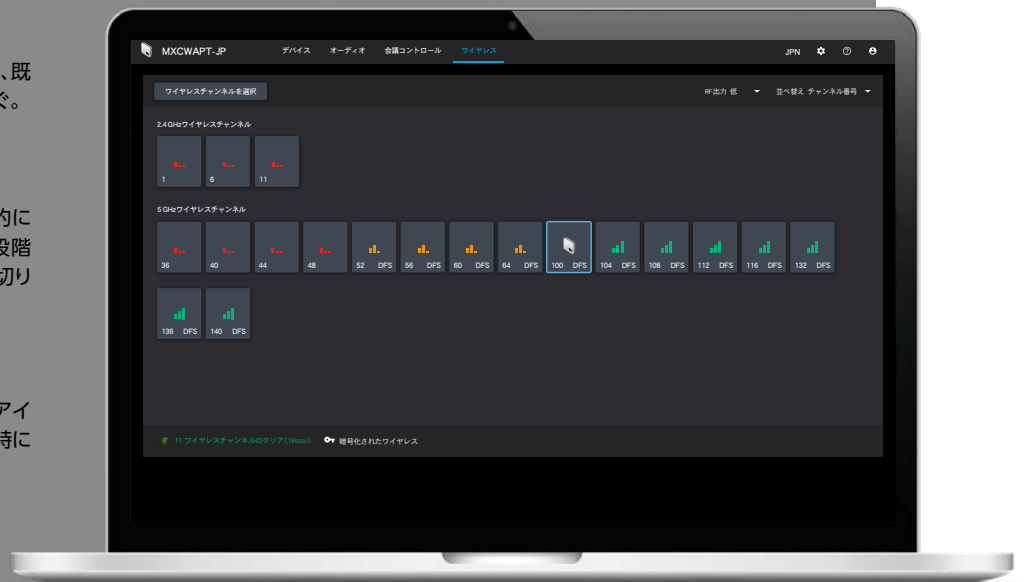 、既
ぐ。
的に
段階
切り
アイ
時に
MXCWAPT-JP デバイス オーディオ 会議コントロール ワイヤレス JPN
ワイヤレスチャンネルを選択 RF出力 低 並べ替え チャンネル番号
2.4 GHzワイヤレスチャンネル
1 6 11
5 GHzワイヤレスチャンネル
36 40 44 48 52 DFS 56 DFS 60 DFS 64 DFS 100 DFS 104 DFS 108 DFS 112 DFS 116 DFS 132 DFS
136 DFS 140 DFS
11 ワイヤレスチャンネルのクリア(19total) 暗号化されたワイヤレス